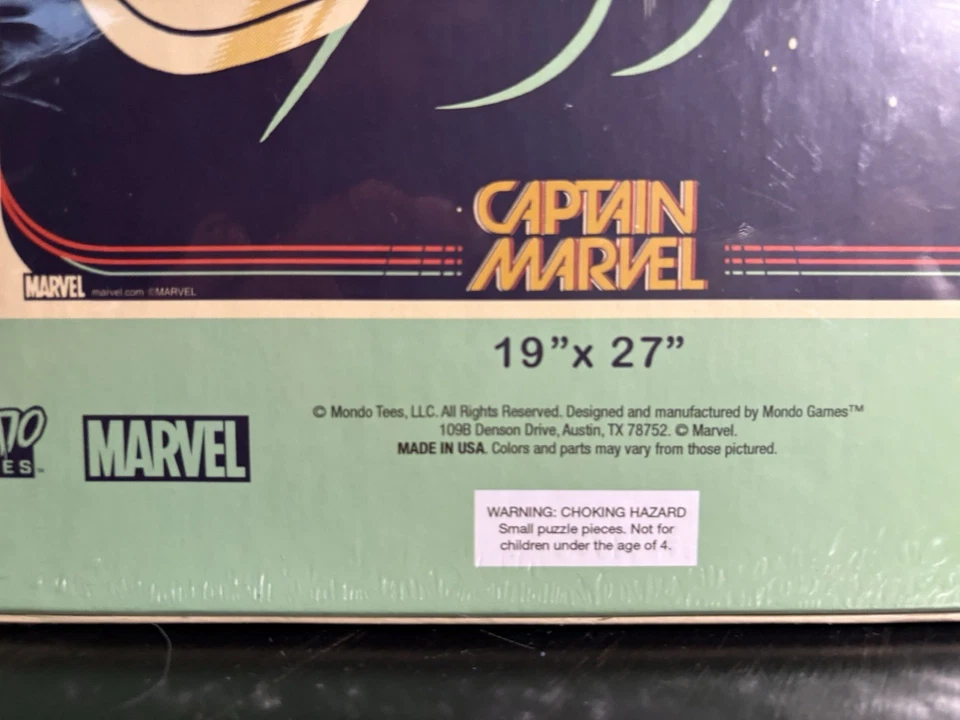 CAPTAIN
MARVEL
MARVEL marvel.com ©MARVEL
19”x 27”
MARVEL
© Mondo Tees, LLC. All Rights Reserved. Designed and manufactured by Mondo Games™
109B Denson Drive, Austin, TX 78752. © Marvel.
MADE IN USA. Colors and parts may vary from those pictured.
WARNING: CHOKING HAZARD
Small puzzle pieces. Not for
children under the age of 4.